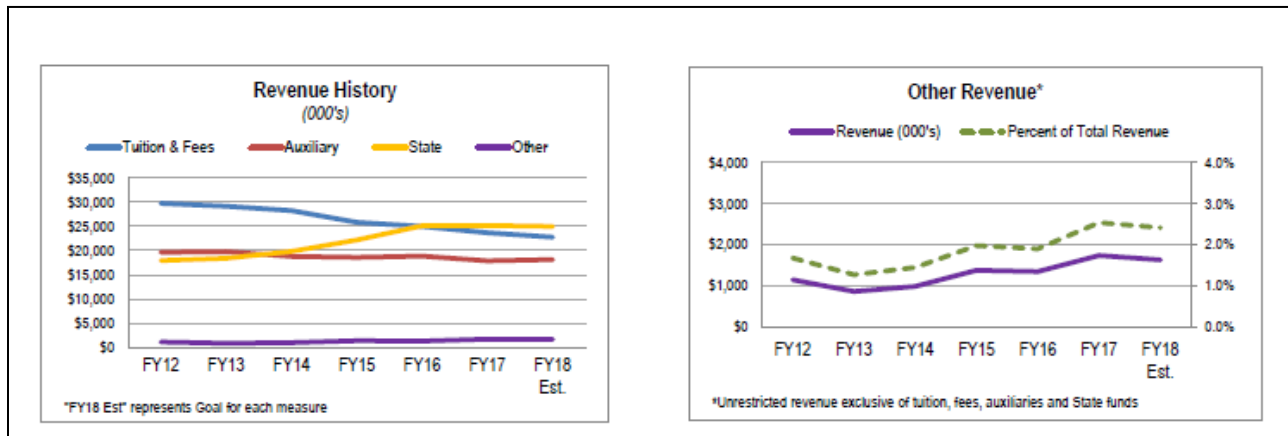 Revenue History
(000's)
Tuition & Fees Auxiliary State Other
$35,000
$30,000
$25,000
$20,000
$15,000
$10,000
$5,000
$0
FY12 FY13 FY14 FY15 FY16 FY17 FY18
Est.
"FY18 Est" represents Goal for each measure
Other Revenue*
Revenue (000's) Percent of Total Revenue
$4,000 4.0%
$3,000 3.0%
$2,000 2.0%
$1,000 1.0%
$0 0.0%
FY12 FY13 FY14 FY15 FY16 FY17 FY18
Est.
*Unrestricted revenue exclusive of tuition, fees, auxiliaries and State funds